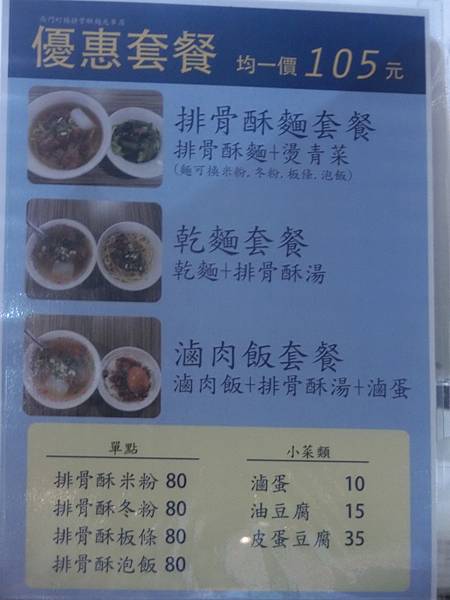 優惠套餐 均一價 105元
排骨酥麵套餐
排骨酥麵+燙青菜
(麵可換米粉.冬粉.板條.泡飯)
乾麵套餐
乾麵+排骨酥湯
滷肉飯套餐
滷肉飯+排骨酥湯+滷蛋
單點
排骨酥米粉 80
排骨酥冬粉 80
排骨酥板條 80
排骨酥泡飯 80
小菜類
滷蛋 10
油豆腐 15
皮蛋豆腐 35